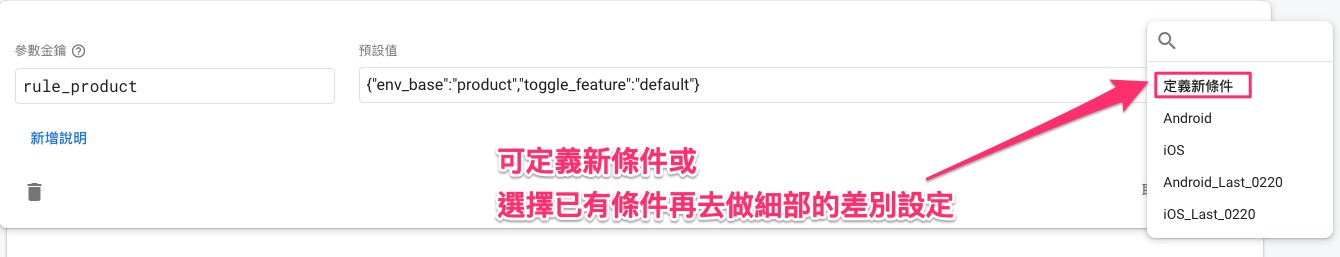 參數金鑰
預設值
rule_product
{"env_base":"product","toggle_feature":"default"}
定義新條件
Android
新增說明
可定義新條件或
iOS
選擇已有條件再去做細部的差別設定
Android_Last_0220
iOS_Last_0220